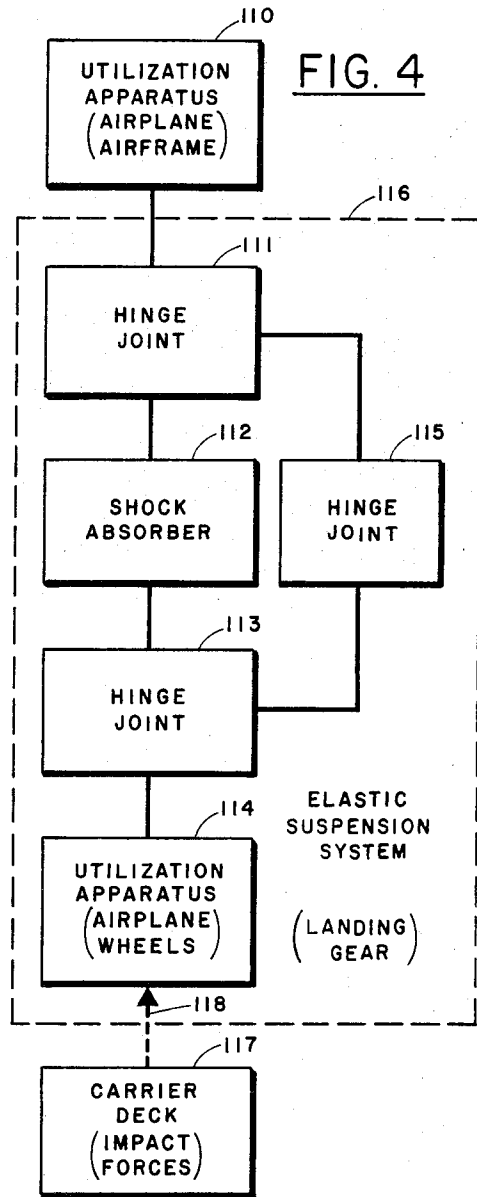 110
UTILIZATION
APPARATUS
(AIRPLANE
AIRFRAME)
FIG. 4
116
111
HINGE
JOINT
112
SHOCK
ABSORBER
115
HINGE
JOINT
113
HINGE
JOINT
114
UTILIZATION
APPARATUS
(AIRPLANE
WHEELS)
ELASTIC
SUSPENSION
SYSTEM
(LANDING
GEAR)
118
117
CARRIER
DECK
(IMPACT
FORCES)